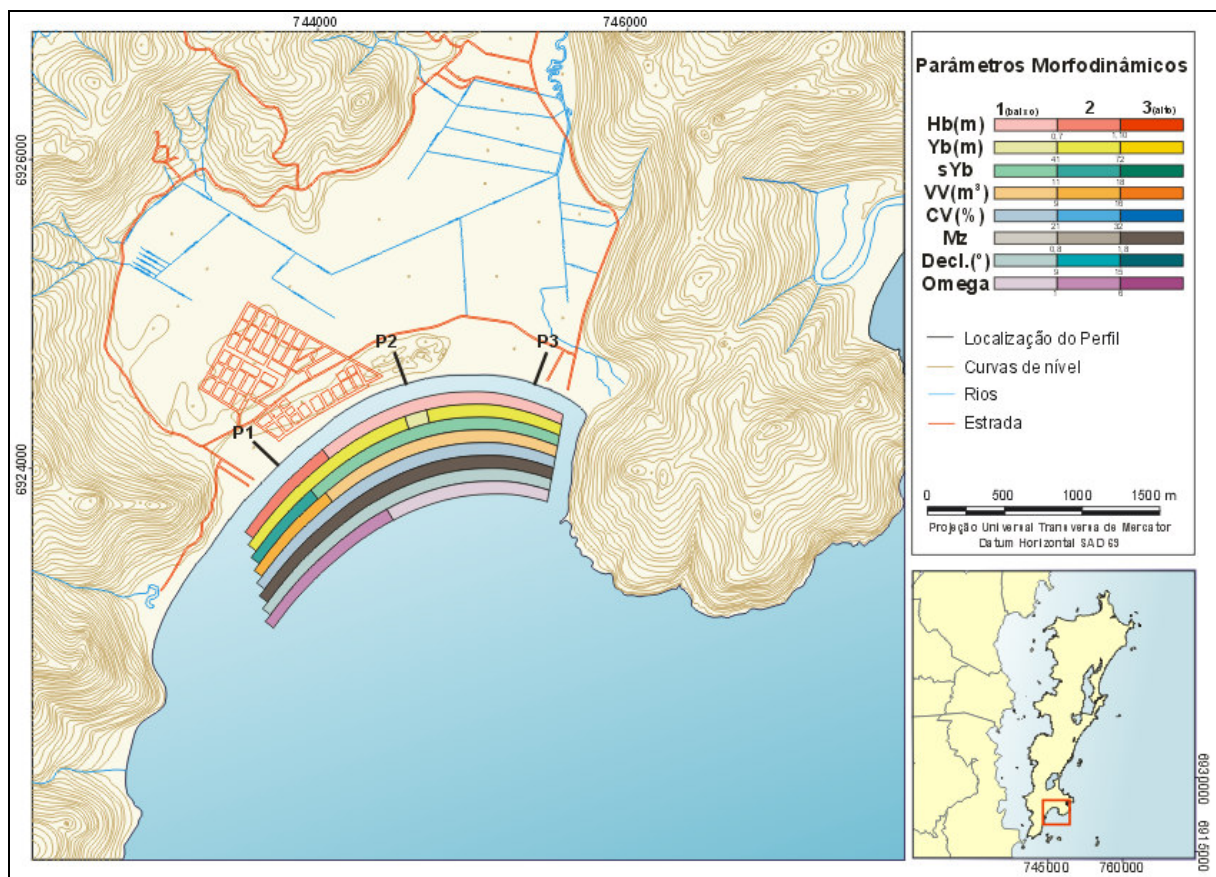 744000 746000
6926000
6924000
P1
P2
P3
Parâmetros Morfodinâmicos
1(baixo) 2 3(alto)
Hb(m)
0,7 1,10
Yb(m)
41 72
sYb
11 18
VV(m³)
5 16
CV(%)
21 32
Mz
0,8 1,8
Decl.(°)
5 15
Omega
1 6
Localização do Perfil
Curvas de nível
Rios
Estrada
0 500 1000 1500 m
Projeção Universal Transversa de Mercator
Datum Horizontal SAD 69
6930000
6915000
745000 760000